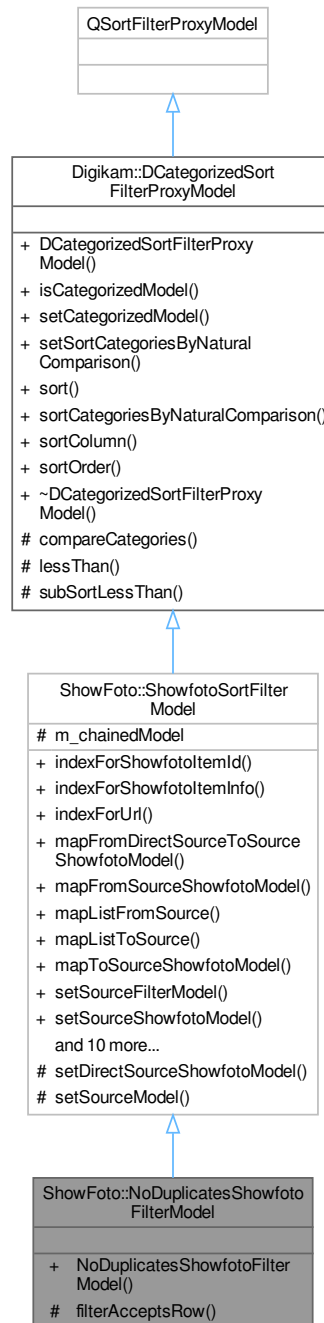 QSortFilterProxyModel
Digikam::DCategorizedSort
FilterProxyModel
+ DCategorizedSortFilterProxy
Model()
+ isCategorizedModel()
+ setCategorizedModel()
+ setSortCategoriesByNatural
Comparison()
+ sort()
+ sortCategoriesByNaturalComparison()
+ sortColumn()
+ sortOrder()
+ ~DCategorizedSortFilterProxy
Model()
# compareCategories()
# lessThan()
# subSortLessThan()
ShowFoto::ShowfotoSortFilter
Model
# m_chainedModel
+ indexForShowfotoItemId()
+ indexForShowfotoItemInfo()
+ indexForUrl()
+ mapFromDirectSourceToSource
ShowfotoModel()
+ mapFromSourceShowfotoModel()
+ mapListFromSource()
+ mapListToSource()
+ mapToSourceShowfotoModel()
+ setSourceFilterModel()
+ setSourceShowfotoModel()
and 10 more...
# setDirectSourceShowfotoModel()
# setSourceModel()
ShowFoto::NoDuplicatesShowfoto
FilterModel
+ NoDuplicatesShowfotoFilter
Model()
# filterAcceptsRow()